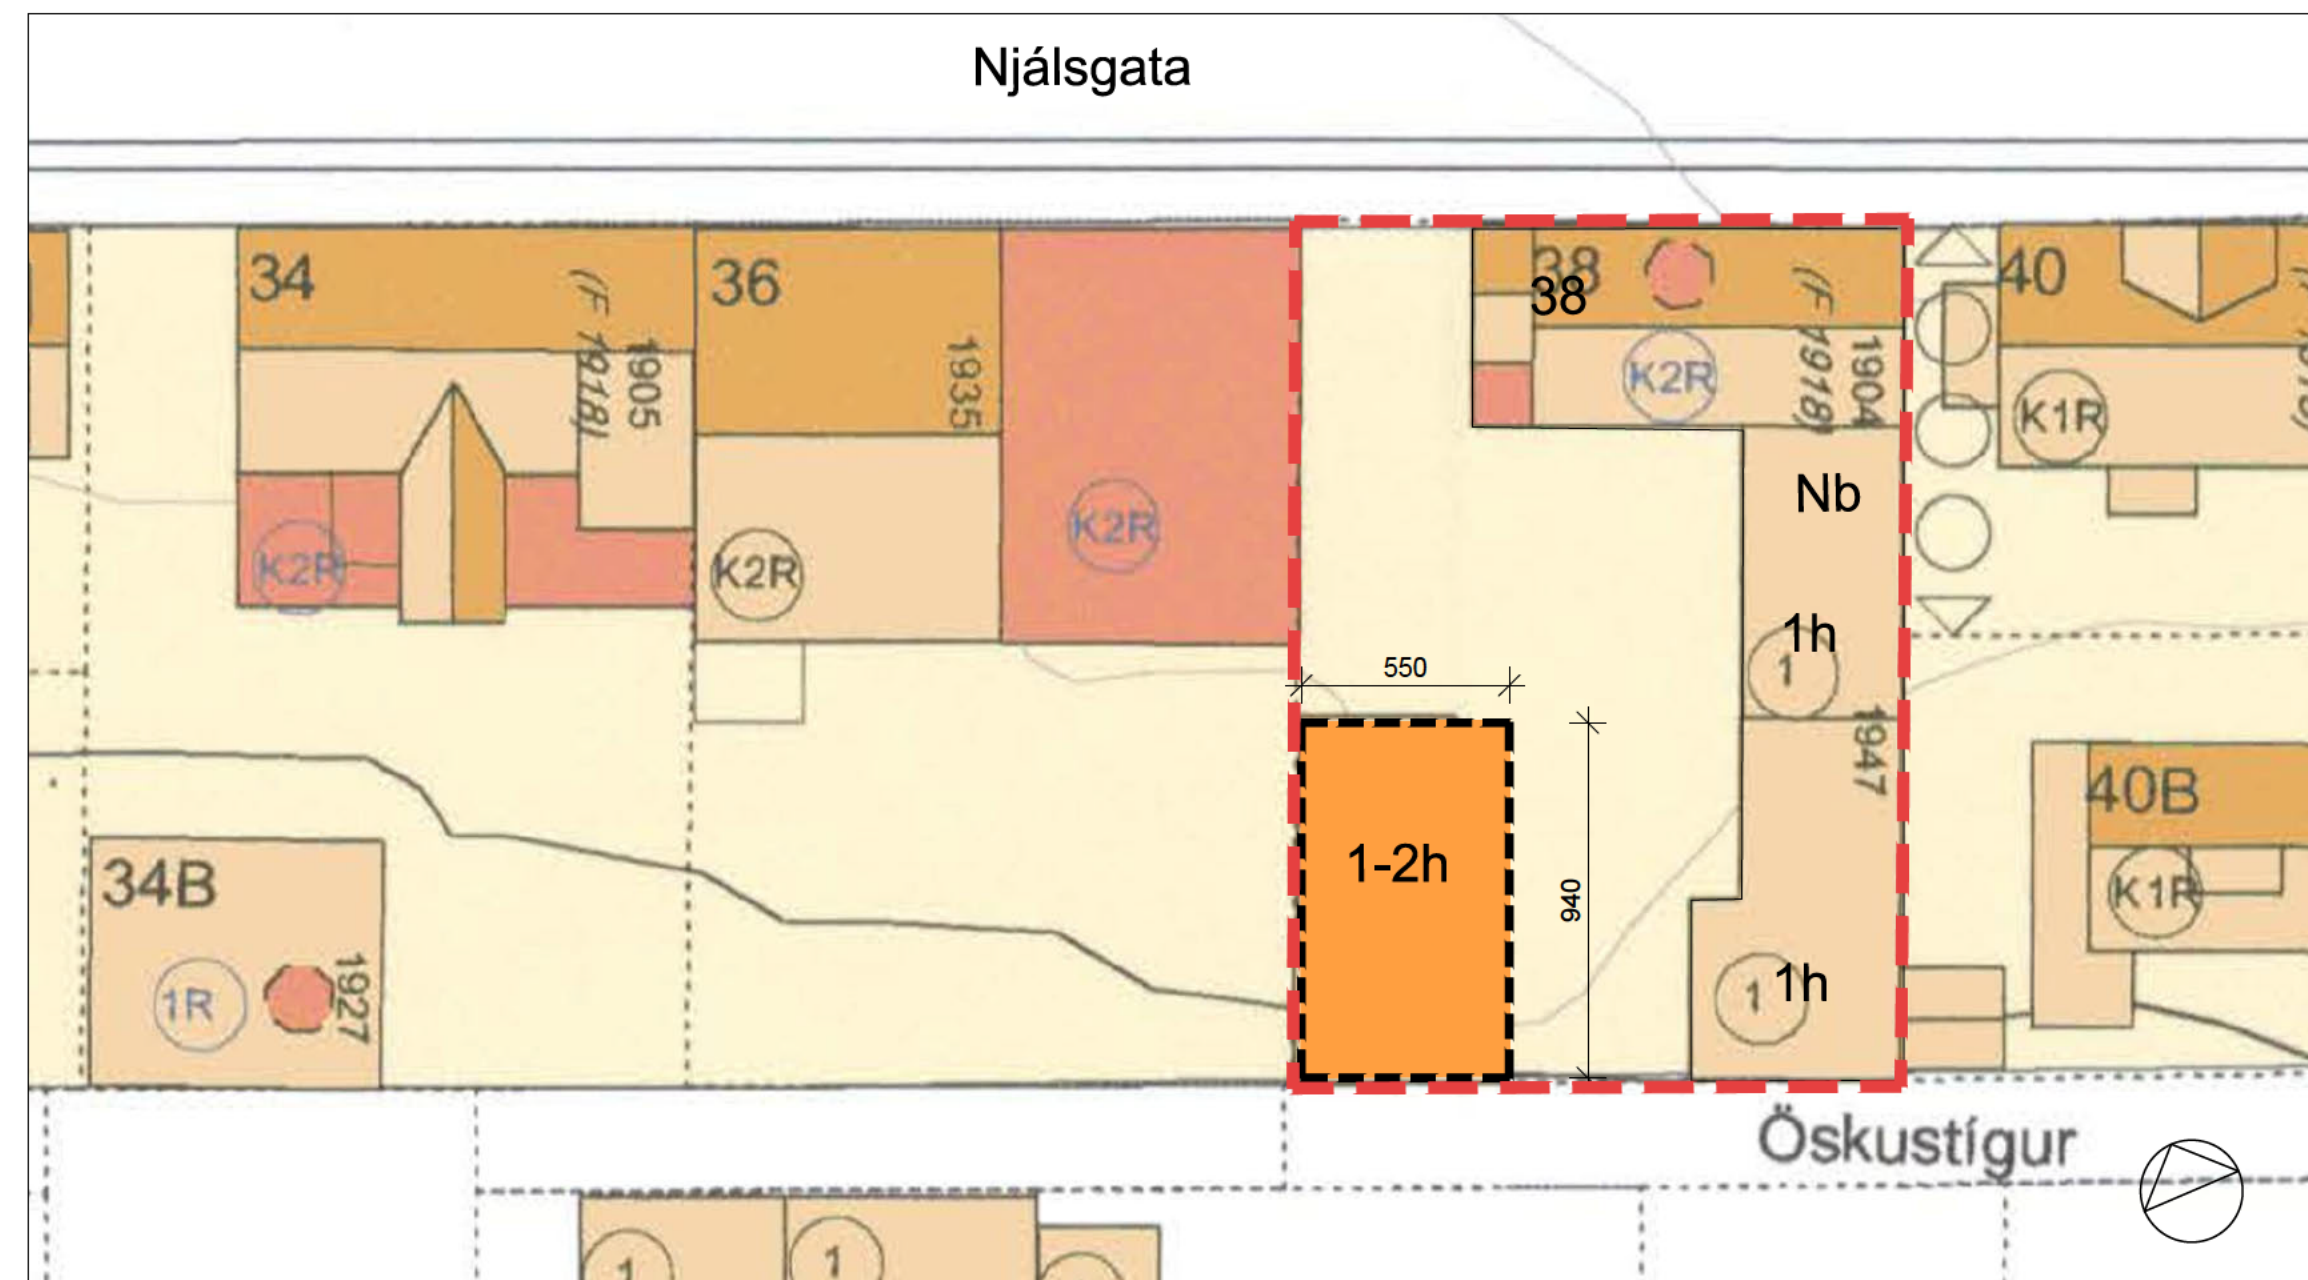 Njálsgata
34
(F 1918)
1905
K2R
36
1935
K2R
K2R
38
38
(F 1918)
1904
K2R
Nb
1h
1
1947
1h
1
40
K1R
550
940
1-2h
34B
1R
1927
40B
K1R
Öskustígur
1
1